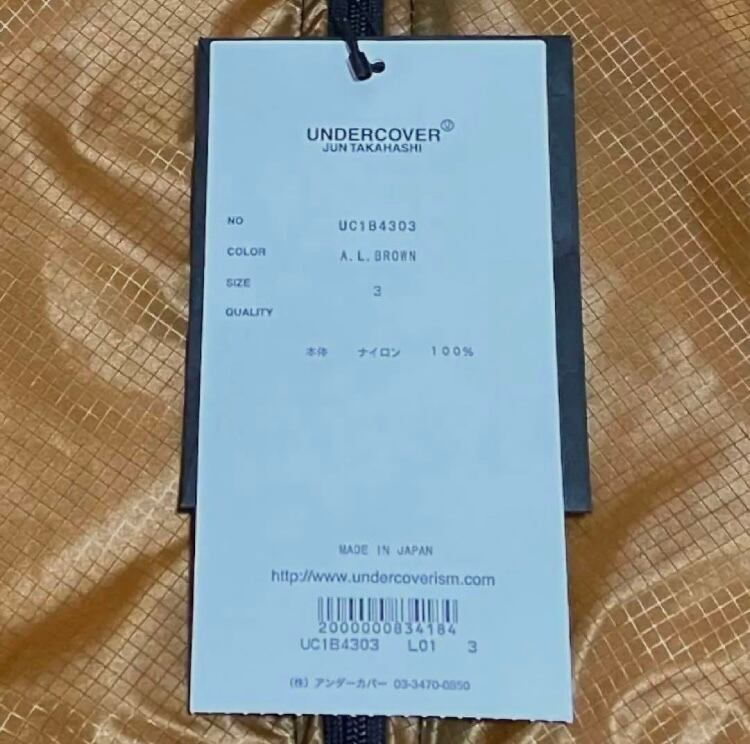 UNDERCOVER
JUN TAKAHASHI
NO UC1B4303
COLOR A.L.BROWN
SIZE 3
QUALITY
本体 ナイロン 100%
MADE IN JAPAN
http://www.undercoverism.com
2000000834184
UC1B4303 L01 3
(株) アンダーカバー 03-3470-0850